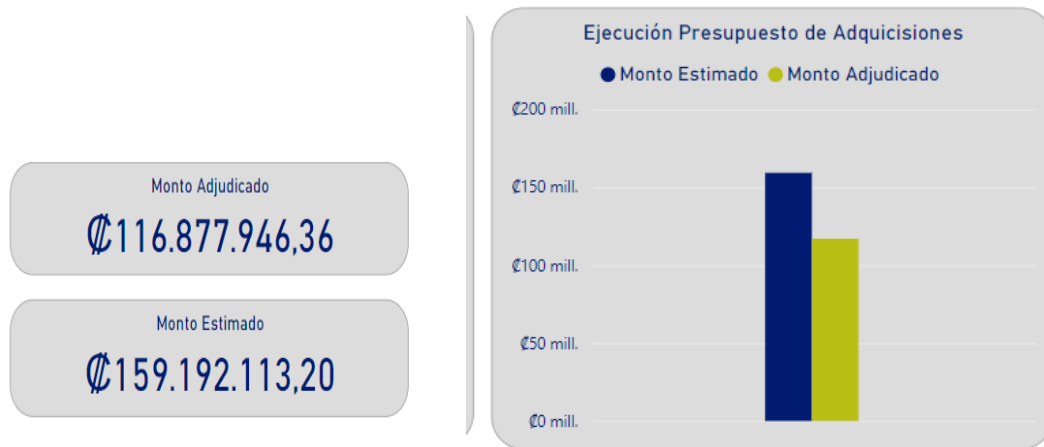 Monto Adjudicado
₡116.877.946,36
Monto Estimado
₡159.192.113,20
Ejecución Presupuesto de Adquicisiones
Monto Estimado Monto Adjudicado
₡200 mill.
₡150 mill.
₡100 mill.
₡50 mill.
₡0 mill.